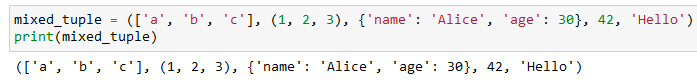 mixed_tuple = (['a', 'b', 'c'], (1, 2, 3), {'name': 'Alice', 'age': 30}, 42, 'Hello')
print(mixed_tuple)
(['a', 'b', 'c'], (1, 2, 3), {'name': 'Alice', 'age': 30}, 42, 'Hello')